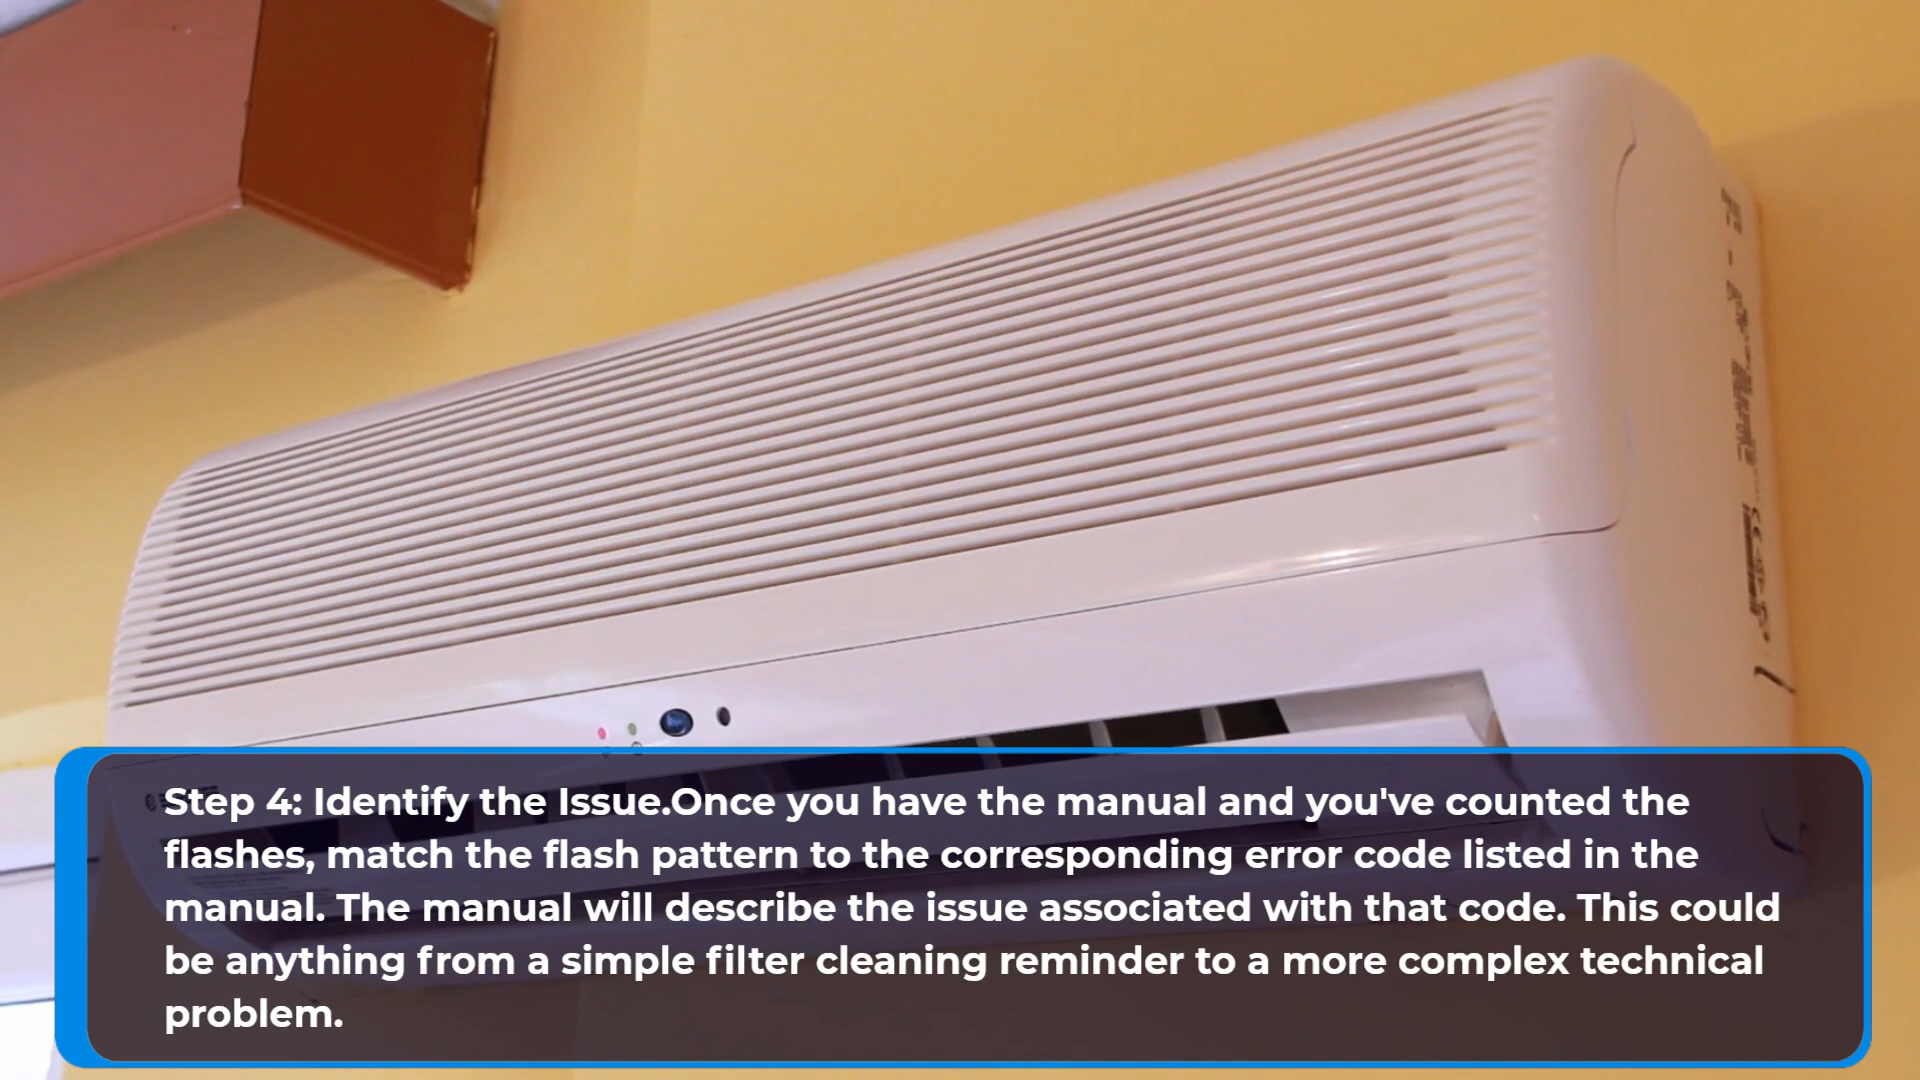 Step 4: Identify the Issue.Once you have the manual and you've counted the
flashes, match the flash pattern to the corresponding error code listed in the
manual. The manual will describe the issue associated with that code. This could
be anything from a simple filter cleaning reminder to a more complex technical
problem.